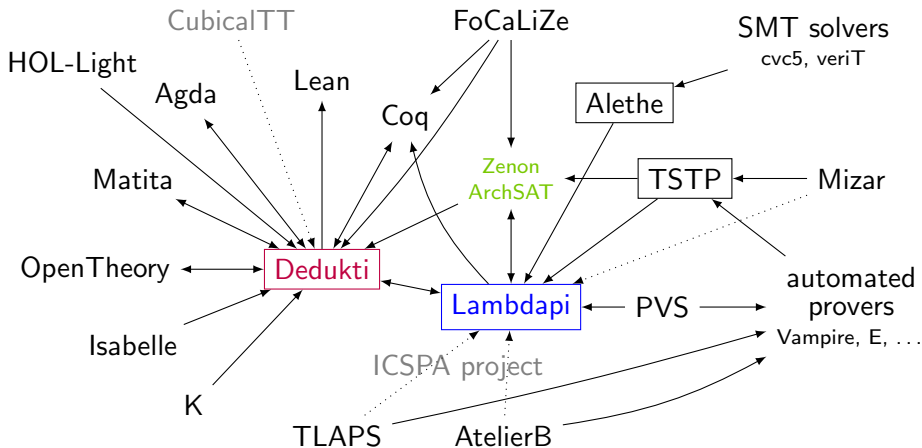 CubicalTT
FoCaLiZe
SMT solvers
cvc5, veriT
HOL-Light
Agda
Lean
Coq
Alethe
Matita
Zenon
ArchSAT
TSTP
Mizar
OpenTheory
Dedukti
Lambdapi
PVS
automated
provers
Vampire, E, ...
Isabelle
ICSPA project
K
TLAPS
AtelierB